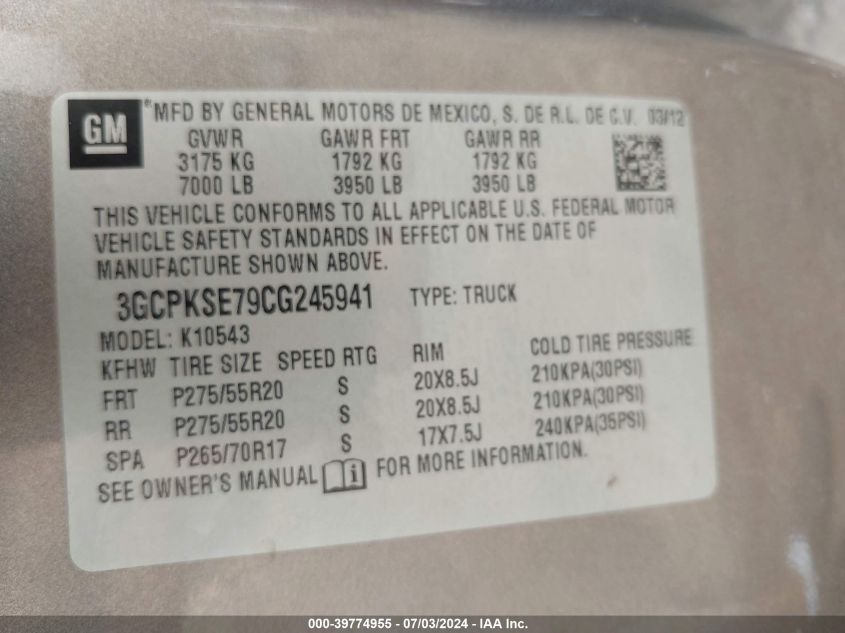 GM
® MFD BY GENERAL MOTORS DE MEXICO, S. DE R.L. DE C.V. 03/12
GVWR GAWR FRT GAWR RR
3175 KG 1792 KG 1792 KG
7000 LB 3950 LB 3950 LB
THIS VEHICLE CONFORMS TO ALL APPLICABLE U.S. FEDERAL MOTOR
VEHICLE SAFETY STANDARDS IN EFFECT ON THE DATE OF
MANUFACTURE SHOWN ABOVE.
3GCPKSE79CG245941 TYPE: TRUCK
MODEL: K10543
KFHW TIRE SIZE SPEED RTG RIM COLD TIRE PRESSURE
FRT P275/55R20 S 20X8.5J 210KPA(30PSI)
RR P275/55R20 S 20X8.5J 210KPA(30PSI)
SPA P265/70R17 S 17X7.5J 240KPA(35PSI)
SEE OWNER'S MANUAL i FOR MORE INFORMATION.
000-39774955 - 07/03/2024 - IAA Inc.